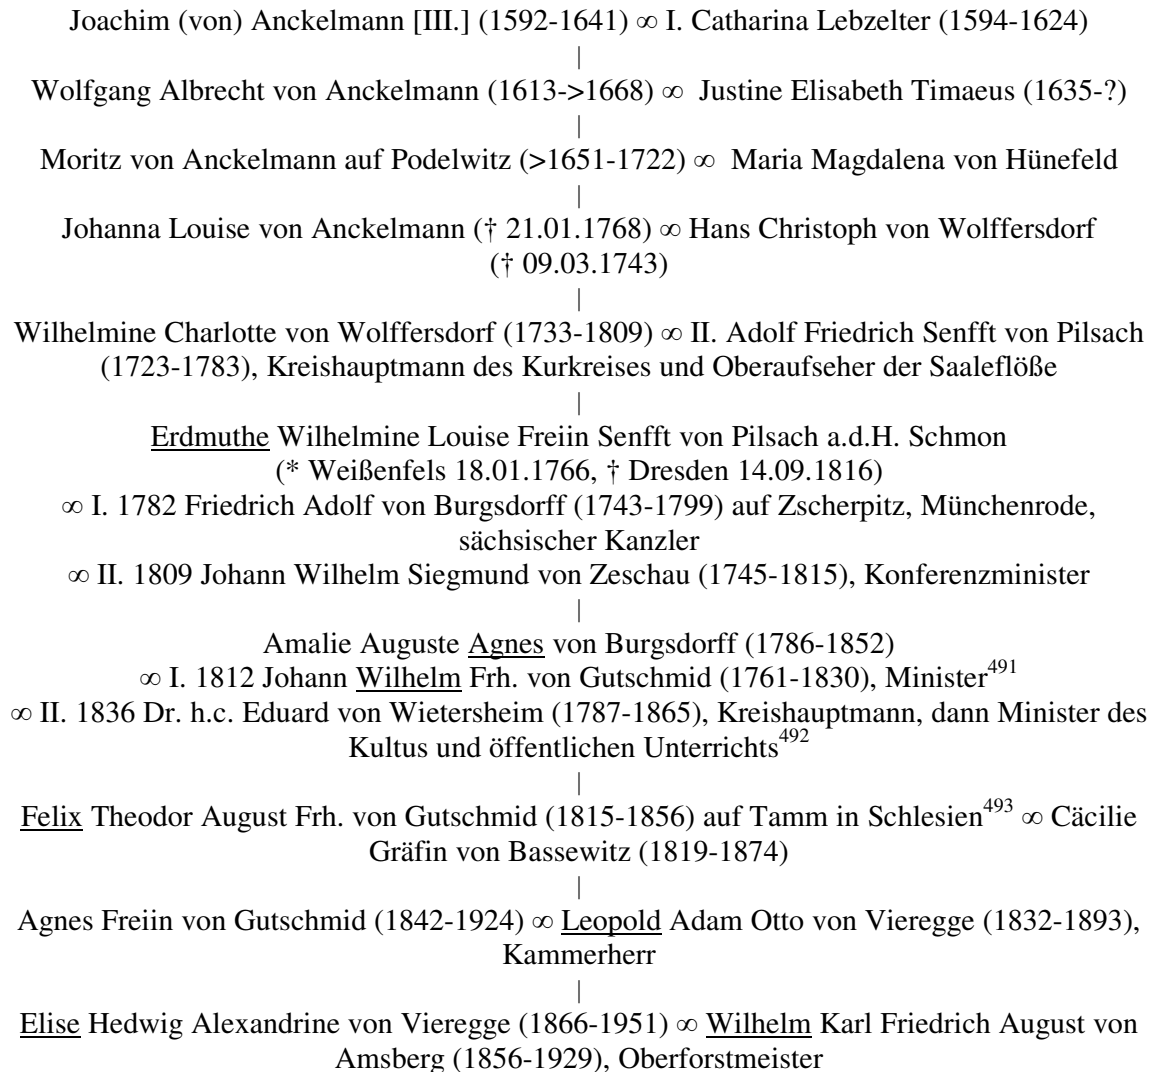 Joachim (von) Anckelmann [III.] (1592-1641) ∞ I. Catharina Lebzelter (1594-1624)
|
Wolfgang Albrecht von Anckelmann (1613->1668) ∞ Justine Elisabeth Timaeus (1635-?)
|
Moritz von Anckelmann auf Podelwitz (>1651-1722) ∞ Maria Magdalena von Hünefeld
|
Johanna Louise von Anckelmann († 21.01.1768) ∞ Hans Christoph von Wolffersdorf
(† 09.03.1743)
|
Wilhelmine Charlotte von Wolffersdorf (1733-1809) ∞ II. Adolf Friedrich Senfft von Pilsach
(1723-1783), Kreishauptmann des Kurkreises und Oberaufseher der Saaleflöße
|
Erdmuthe Wilhelmine Louise Freiin Senfft von Pilsach a.d.H. Schmon
(* Weißenfels 18.01.1766, † Dresden 14.09.1816)
∞ I. 1782 Friedrich Adolf von Burgsdorff (1743-1799) auf Zscherpitz, Münchenrode,
sächsischer Kanzler
∞ II. 1809 Johann Wilhelm Siegmund von Zeschau (1745-1815), Konferenzminister
|
Amalie Auguste Agnes von Burgsdorff (1786-1852)
∞ I. 1812 Johann Wilhelm Frh. von Gutschmid (1761-1830), Minister491
∞ II. 1836 Dr. h.c. Eduard von Wietersheim (1787-1865), Kreishauptmann, dann Minister des
Kultus und öffentlichen Unterrichts492
|
Felix Theodor August Frh. von Gutschmid (1815-1856) auf Tamm in Schlesien493 ∞ Cäcilie
Gräfin von Bassewitz (1819-1874)
|
Agnes Freiin von Gutschmid (1842-1924) ∞ Leopold Adam Otto von Vieregge (1832-1893),
Kammerherr
|
Elise Hedwig Alexandrine von Vieregge (1866-1951) ∞ Wilhelm Karl Friedrich August von
Amsberg (1856-1929), Oberforstmeister